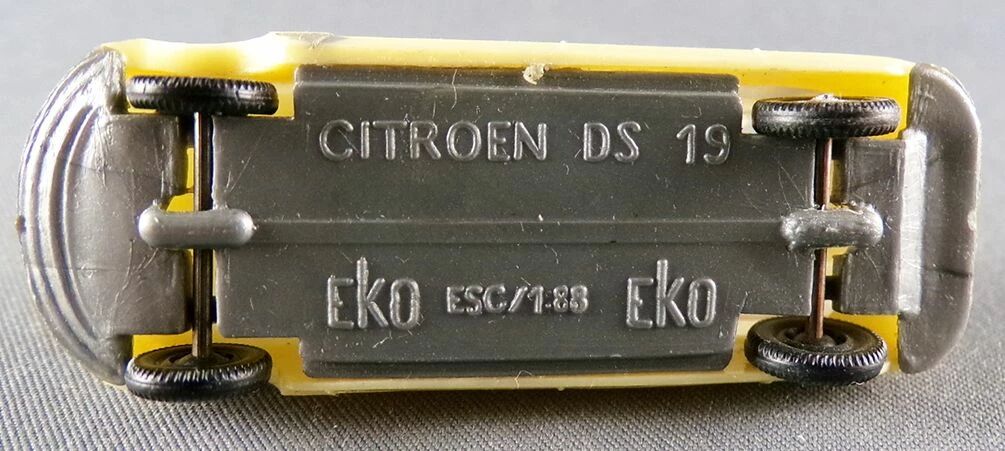 CITROEN DS 19
EKO ESC/1:88 EKO